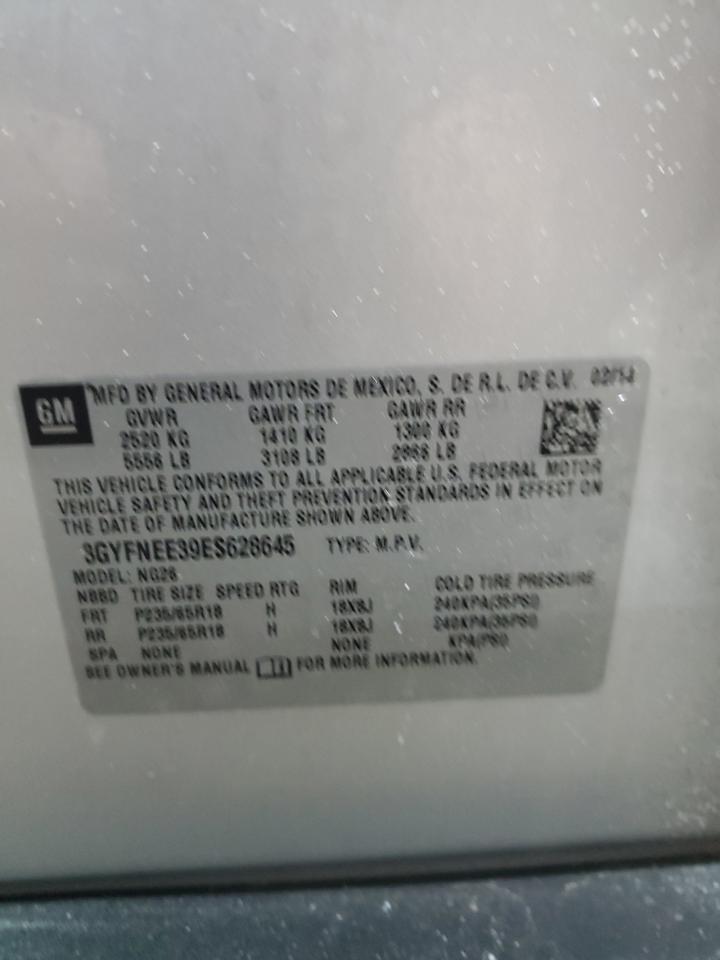 GM
MFD BY GENERAL MOTORS DE MEXICO, S. DE R.L. DE C.V. 02/14
GVWR GAWR FRT GAWR RR
2520 KG 1410 KG 1300 KG
5556 LB 3108 LB 2866 LB
THIS VEHICLE CONFORMS TO ALL APPLICABLE U.S. FEDERAL MOTOR
VEHICLE SAFETY AND THEFT PREVENTION STANDARDS IN EFFECT ON
THE DATE OF MANUFACTURE SHOWN ABOVE.
3GYFNEE39ES628645 TYPE: M.P.V.
MODEL: NG26
NBBD TIRE SIZE SPEED RTG RIM COLD TIRE PRESSURE
FRT P235/65R18 H 18X8J 240KPA(35PSI)
RR P235/65R18 H 18X8J 240KPA(35PSI)
SPA NONE NONE KPA(PSI)
SEE OWNER'S MANUAL FOR MORE INFORMATION.